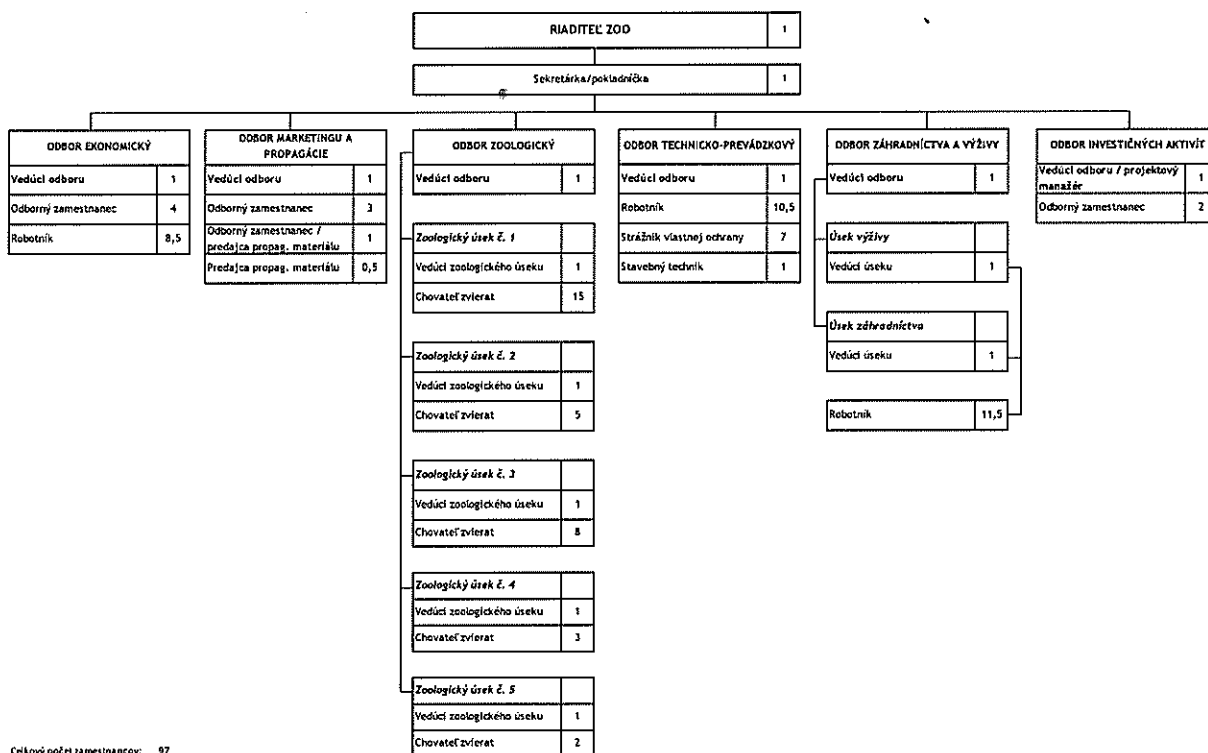 RIADITEĽ ZOO 1
Sekretárka/pokladníčka 1
ODBOR EKONOMICKÝ
Vedúci odboru 1
Odborný zamestnanec 4
Robotník 8,5
ODBOR MARKETINGU A
PROPAGÁCIE
Vedúci odboru 1
Odborný zamestnanec 3
Odborný zamestnanec /
predajca propag. materiálu 1
Predajca propag. materiálu 0,5
ODBOR ZOOLOGICKÝ
Vedúci odboru 1
Zoologický úsek č. 1
Vedúci zoologického úseku 1
Chovateľ zvierat 15
Zoologický úsek č. 2
Vedúci zoologického úseku 1
Chovateľ zvierat 5
Zoologický úsek č. 3
Vedúci zoologického úseku 1
Chovateľ zvierat 8
Zoologický úsek č. 4
Vedúci zoologického úseku 1
Chovateľ zvierat 3
Zoologický úsek č. 5
Vedúci zoologického úseku 1
Chovateľ zvierat 2
ODBOR TECHNICKO-PREVÁDZKOVÝ
Vedúci odboru 1
Robotník 10,5
Strážnik vlastnej ochrany 7
Stavebný technik 1
ODBOR ZÁHRADNÍCTVA A VÝŽIVY
Vedúci odboru 1
Úsek výživy
Vedúci úseku 1
Úsek záhradníctva
Vedúci úseku 1
Robotník 11,5
ODBOR INVESTIČNÝCH AKTIVÍT
Vedúci odboru / projektový
manažér 1
Odborný zamestnanec 2
Celkový počet zamestnancov: 97